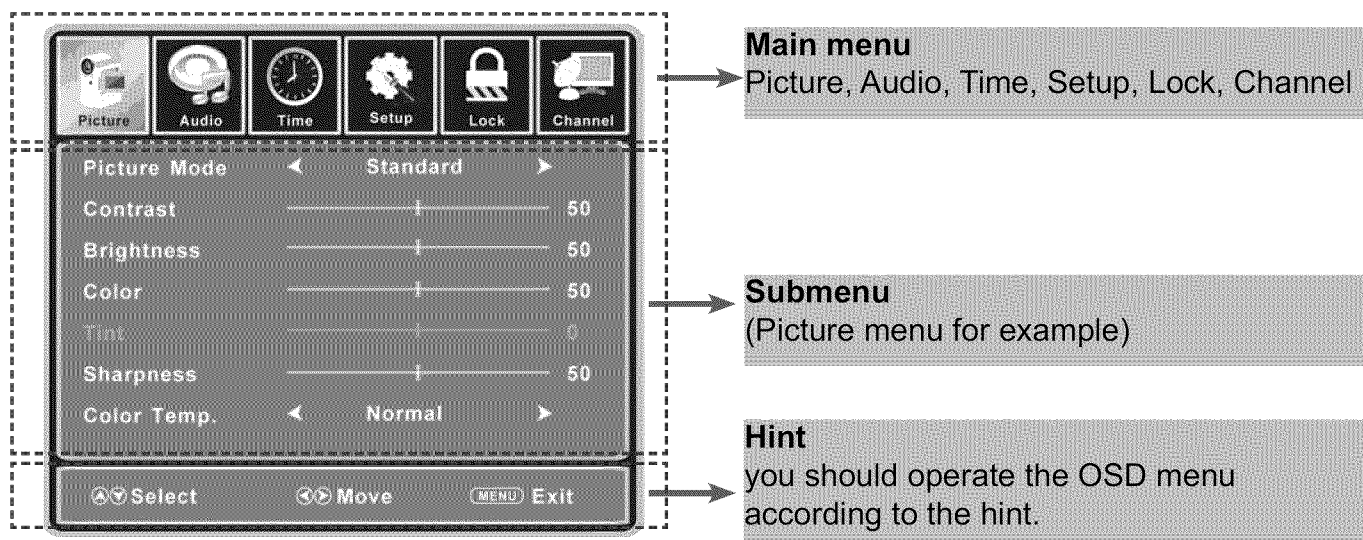 Picture Audio Time Setup Lock Channel
Picture Mode Standard
Contrast 50
Brightness 50
Color 50
Tint 0
Sharpness 50
Color Temp. Normal
Select Move MENU Exit
Main menu
Picture, Audio, Time, Setup, Lock, Channel
Submenu
(Picture menu for example)
Hint
you should operate the OSD menu
according to the hint.